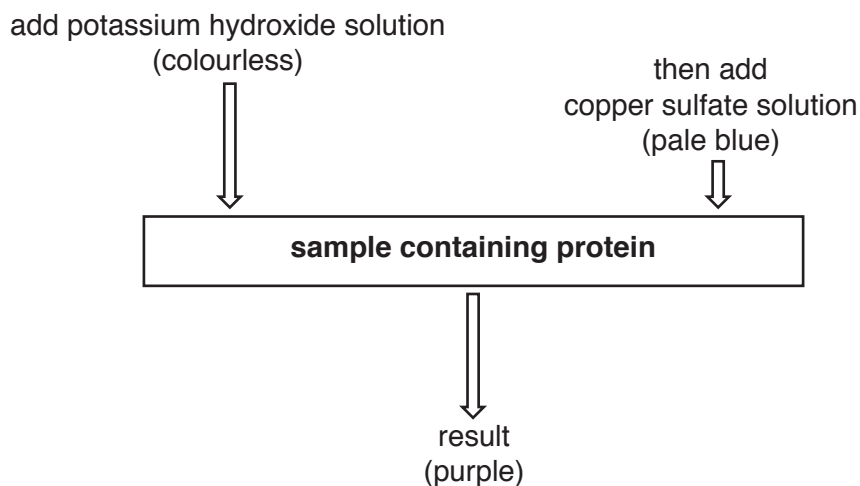 add potassium hydroxide solution
(colourless)
then add
copper sulfate solution
(pale blue)
sample containing protein
result
(purple)